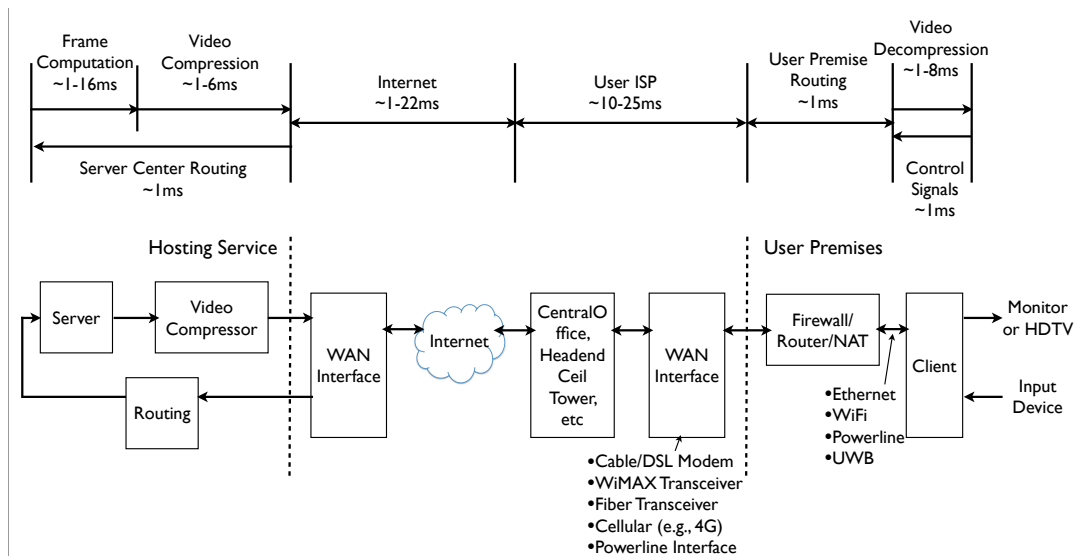 Frame
Computation
~1-16ms
Video
Compression
~1-6ms
Internet
~1-22ms
User ISP
~10-25ms
User Premise
Routing
~1ms
Video
Decompression
~1-8ms
Server Center Routing
~1ms
Control
Signals
~1ms
Hosting Service
User Premises
Server
Video
Compressor
Routing
WAN
Interface
Internet
CentralO
ffice,
Headend
Ceil
Tower,
etc
WAN
Interface
Firewall/
Router/NAT
Client
Monitor
or HDTV
Input
Device
•Ethernet
•WiFi
•Powerline
•UWB
•Cable/DSL Modem
•WiMAX Transceiver
•Fiber Transceiver
•Cellular (e.g., 4G)
•Powerline Interface